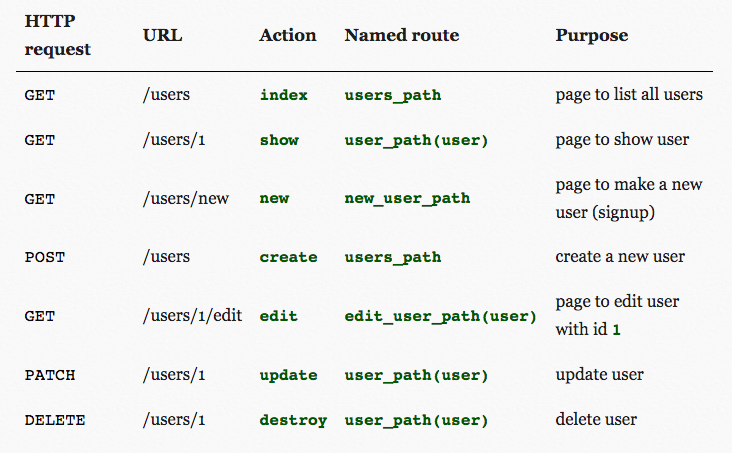 HTTP request URL Action Named route Purpose
GET /users index users_path page to list all users
GET /users/1 show user_path(user) page to show user
GET /users/new new new_user_path page to make a new user (signup)
POST /users create users_path create a new user
GET /users/1/edit edit edit_user_path(user) page to edit user with id 1
PATCH /users/1 update user_path(user) update user
DELETE /users/1 destroy user_path(user) delete user